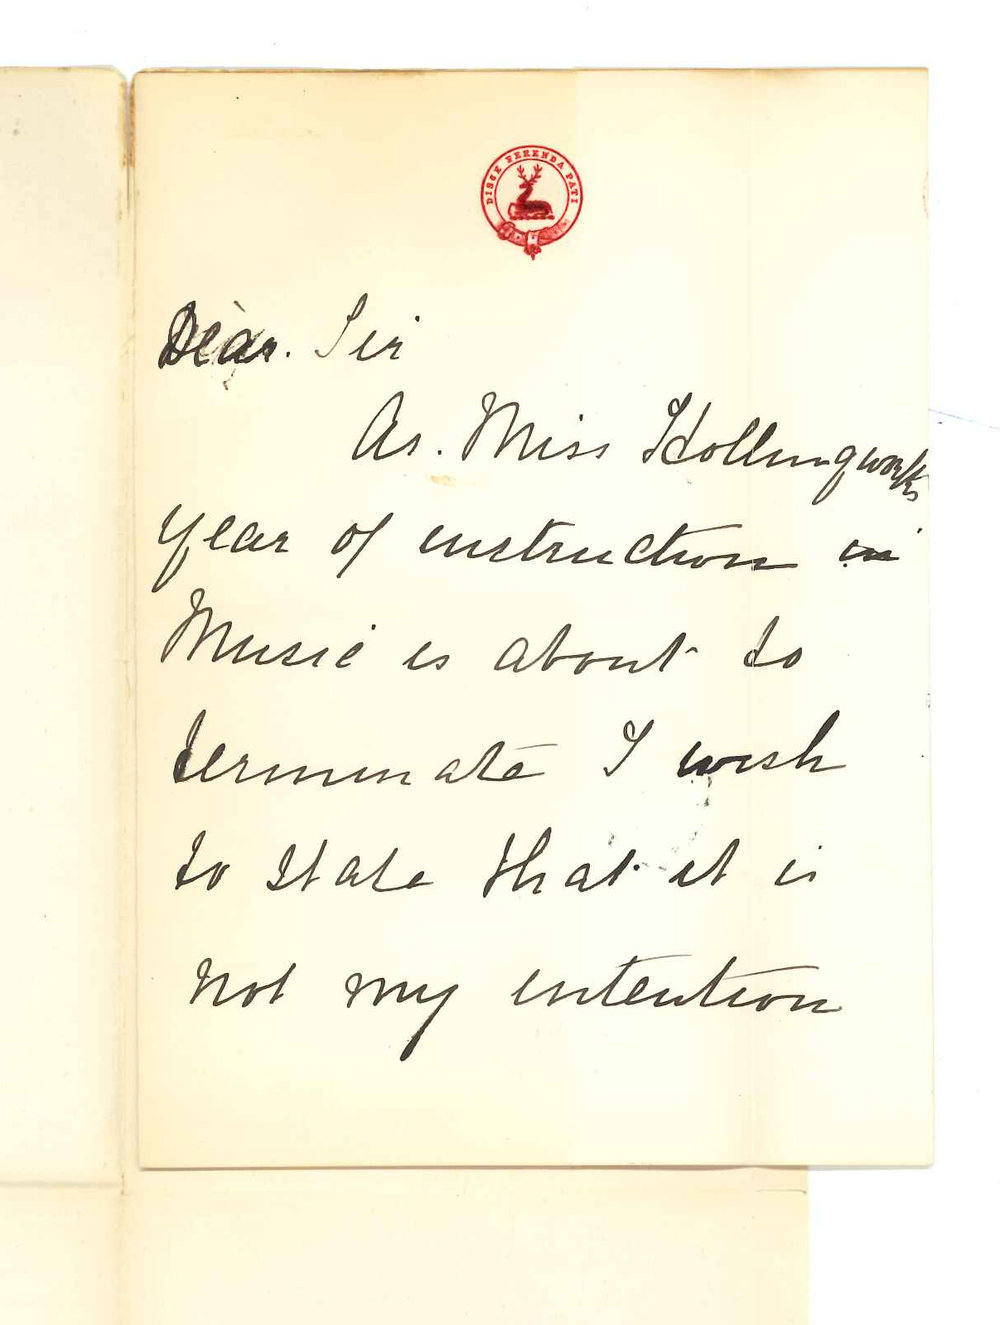 DISCE FERENDA PATI
Dear. Sir
As. Miss Hollingworths
year of instruction in
Music is about to
terminate I wish
to state that it is
not my intention